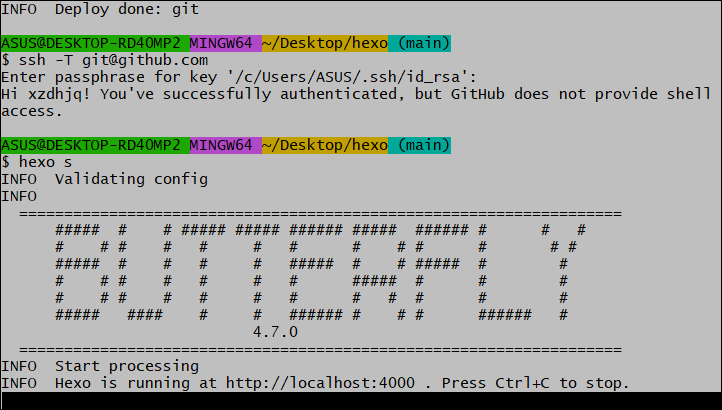 INFO  Deploy done: git
ASUS@DESKTOP-RD4OMP2 MINGW64 ~/Desktop/hexo (main)
$ ssh -T git@github.com
Enter passphrase for key '/c/Users/ASUS/.ssh/id_rsa':
Hi xzdhjq! You've successfully authenticated, but GitHub does not provide shell
access.
ASUS@DESKTOP-RD4OMP2 MINGW64 ~/Desktop/hexo (main)
$ hexo s
INFO  Validating config
INFO
===================================================================
BUTTERFLY
4.7.0
===================================================================
INFO  Start processing
INFO  Hexo is running at http://localhost:4000 . Press Ctrl+C to stop.